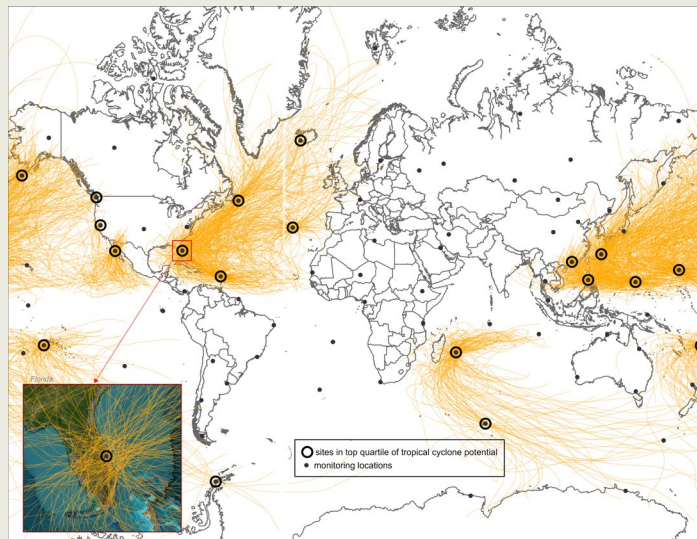 Florida
sites in top quartile of tropical cyclone potential
monitoring locations